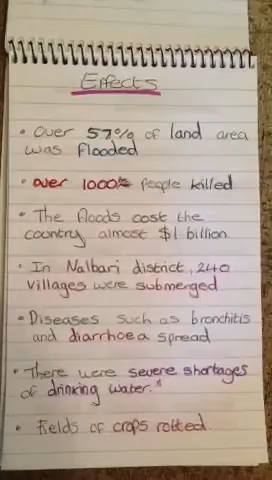 Effects
• Over 57% of land area
was flooded
• over 1000 people killed
• The floods cost the
country almost $1 billion
• In Nalbari district, 240
villages were submerged
• Diseases such as bronchitis
and diarrhoea spread
• There were severe shortages
of drinking water.
• Fields of crops rotted.